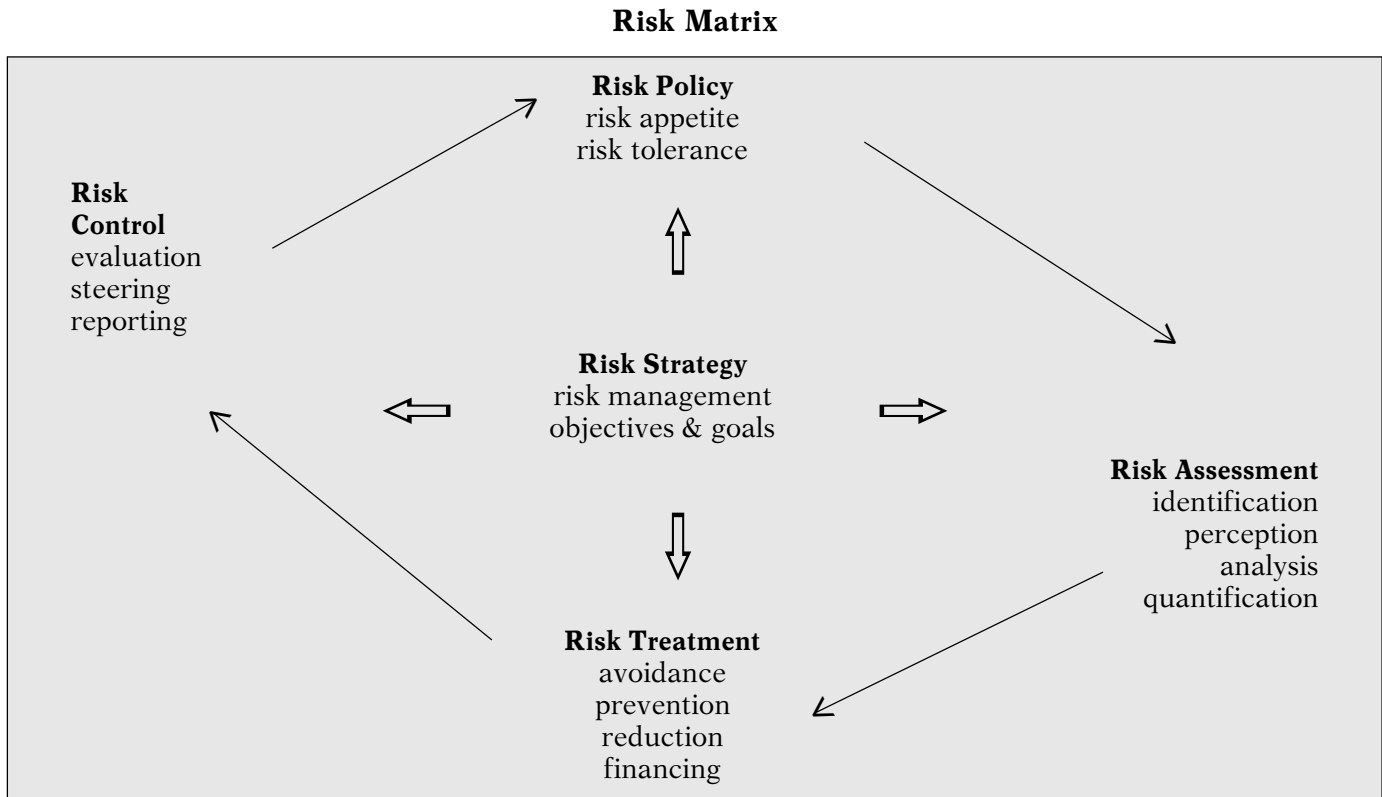 Risk Matrix
Risk Policy
risk appetite
risk tolerance
Risk
Control
evaluation
steering
reporting
Risk Strategy
risk management
objectives & goals
Risk Assessment
identification
perception
analysis
quantification
Risk Treatment
avoidance
prevention
reduction
financing